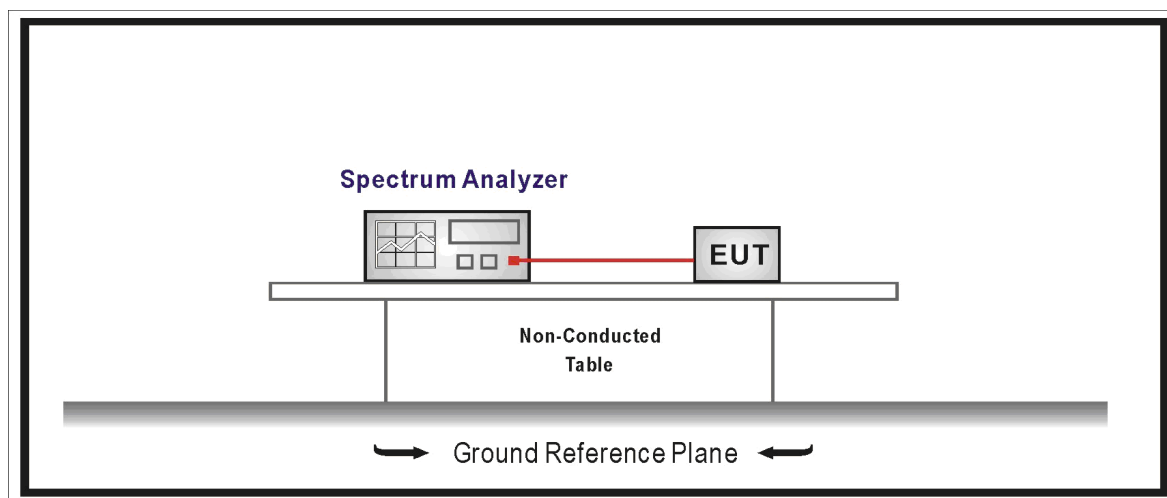 Spectrum Analyzer
EUT
Non-Conducted
Table
Ground Reference Plane